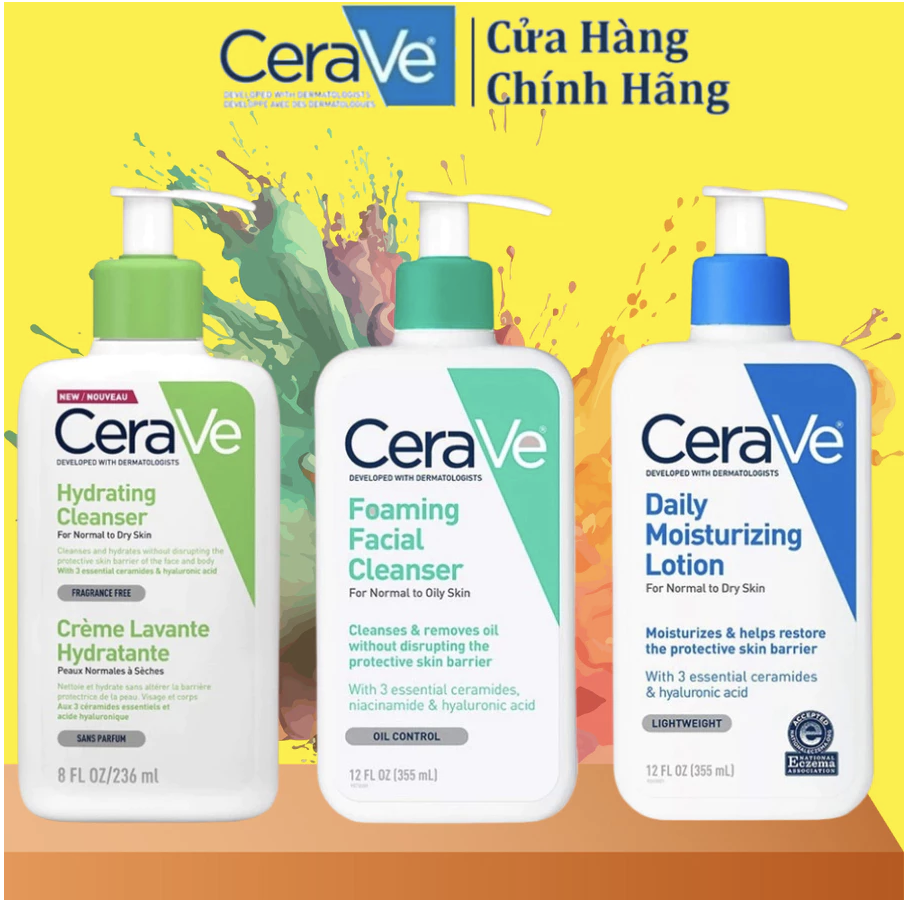 CeraVe
DEVELOPED WITH DERMATOLOGISTS
DÉVELOPPÉ AVEC DES DERMATOLOGUES
Cửa Hàng
Chính Hãng
NEW / NOUVEAU
CeraVe
DEVELOPED WITH DERMATOLOGISTS
Hydrating
Cleanser
For Normal to Dry Skin
Cleanses and hydrates without disrupting the
protective skin barrier of the face and body
With 3 essential ceramides & hyaluronic acid
FRAGRANCE FREE
Crème Lavante
Hydratante
Peaux Normales à Sèches
Nettoie et hydrate sans altérer la barrière
protectrice de la peau. Visage et corps
Aux 3 céramides essentiels et
acide hyaluronique
SANS PARFUM
8 FL OZ/236 ml
CeraVe®
DEVELOPED WITH DERMATOLOGISTS
Foaming
Facial
Cleanser
For Normal to Oily Skin
Cleanses & removes oil
without disrupting the
protective skin barrier
With 3 essential ceramides,
niacinamide & hyaluronic acid
OIL CONTROL
12 FL OZ (355 mL)
CeraVe®
DEVELOPED WITH DERMATOLOGISTS
Daily
Moisturizing
Lotion
For Normal to Dry Skin
Moisturizes & helps restore
the protective skin barrier
With 3 essential ceramides
& hyaluronic acid
LIGHTWEIGHT
ACCEPTED
NATIONAL
Eczema
ASSOCIATION
12 FL OZ (355 mL)